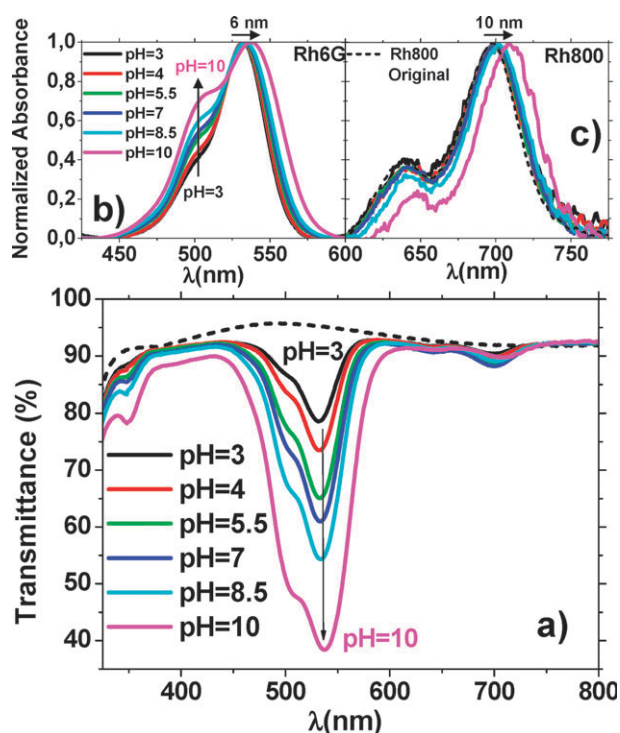 6 nm
10 nm
b)
pH=3
pH=4
pH=5.5
pH=7
pH=8.5
pH=10
pH=10
pH=3
Rh6G
Rh800
Original
Rh800
c)
Normalized Absorbance
1,0
0,8
0,6
0,4
0,2
0,0
450 500 550 600 650 700 750
λ(nm) λ(nm)
100
90
80
70
60
50
40
Transmittance (%)
pH=3
pH=3
pH=4
pH=5.5
pH=7
pH=8.5
pH=10
pH=10
a)
400 500 600 700 800
λ(nm)